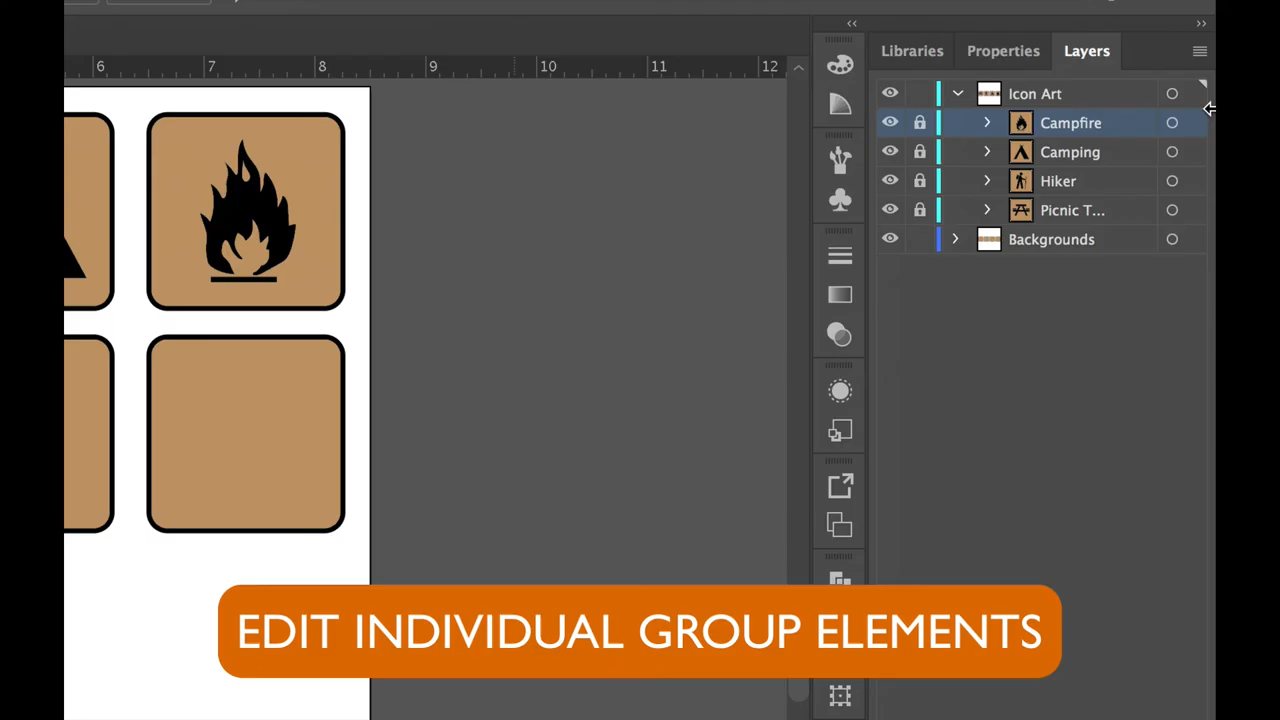 6 7 8 9 10 11 12
Libraries Properties Layers
Icon Art
Campfire
Camping
Hiker
Picnic T...
Backgrounds
EDIT INDIVIDUAL GROUP ELEMENTS